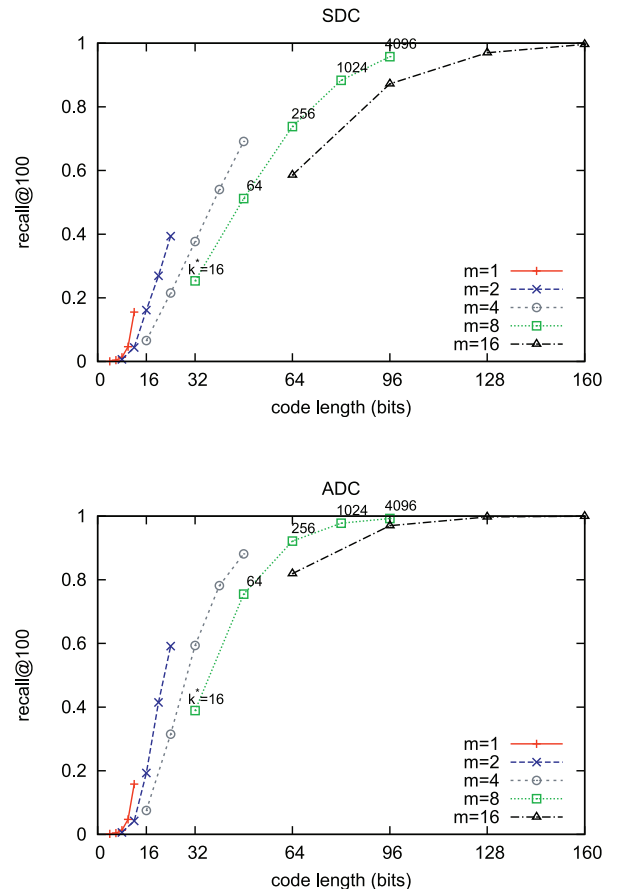 SDC
1
0.8
0.6
0.4
0.2
0
recall@100
k*=16
64
256
1024
4096
m=1
m=2
m=4
m=8
m=16
0 16 32 64 96 128 160
code length (bits)
ADC
1
0.8
0.6
0.4
0.2
0
recall@100
k*=16
64
256
1024
4096
m=1
m=2
m=4
m=8
m=16
0 16 32 64 96 128 160
code length (bits)